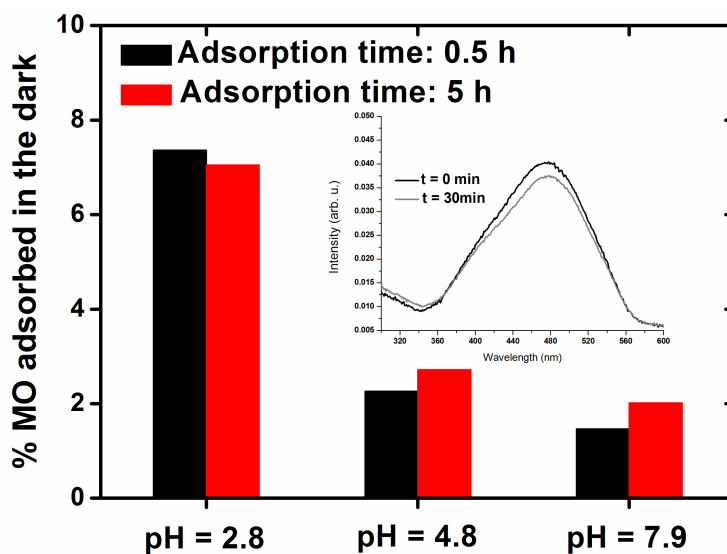 10
8
6
4
2
0
% MO adsorbed in the dark
Adsorption time: 0.5 h
Adsorption time: 5 h
0.050
0.045
0.040
0.035
0.030
0.025
0.020
0.015
0.010
0.005
Intensity (arb. u.)
t = 0 min
t = 30min
320 360 400 440 480 520 560 600
Wavelength (nm)
pH = 2.8 pH = 4.8 pH = 7.9